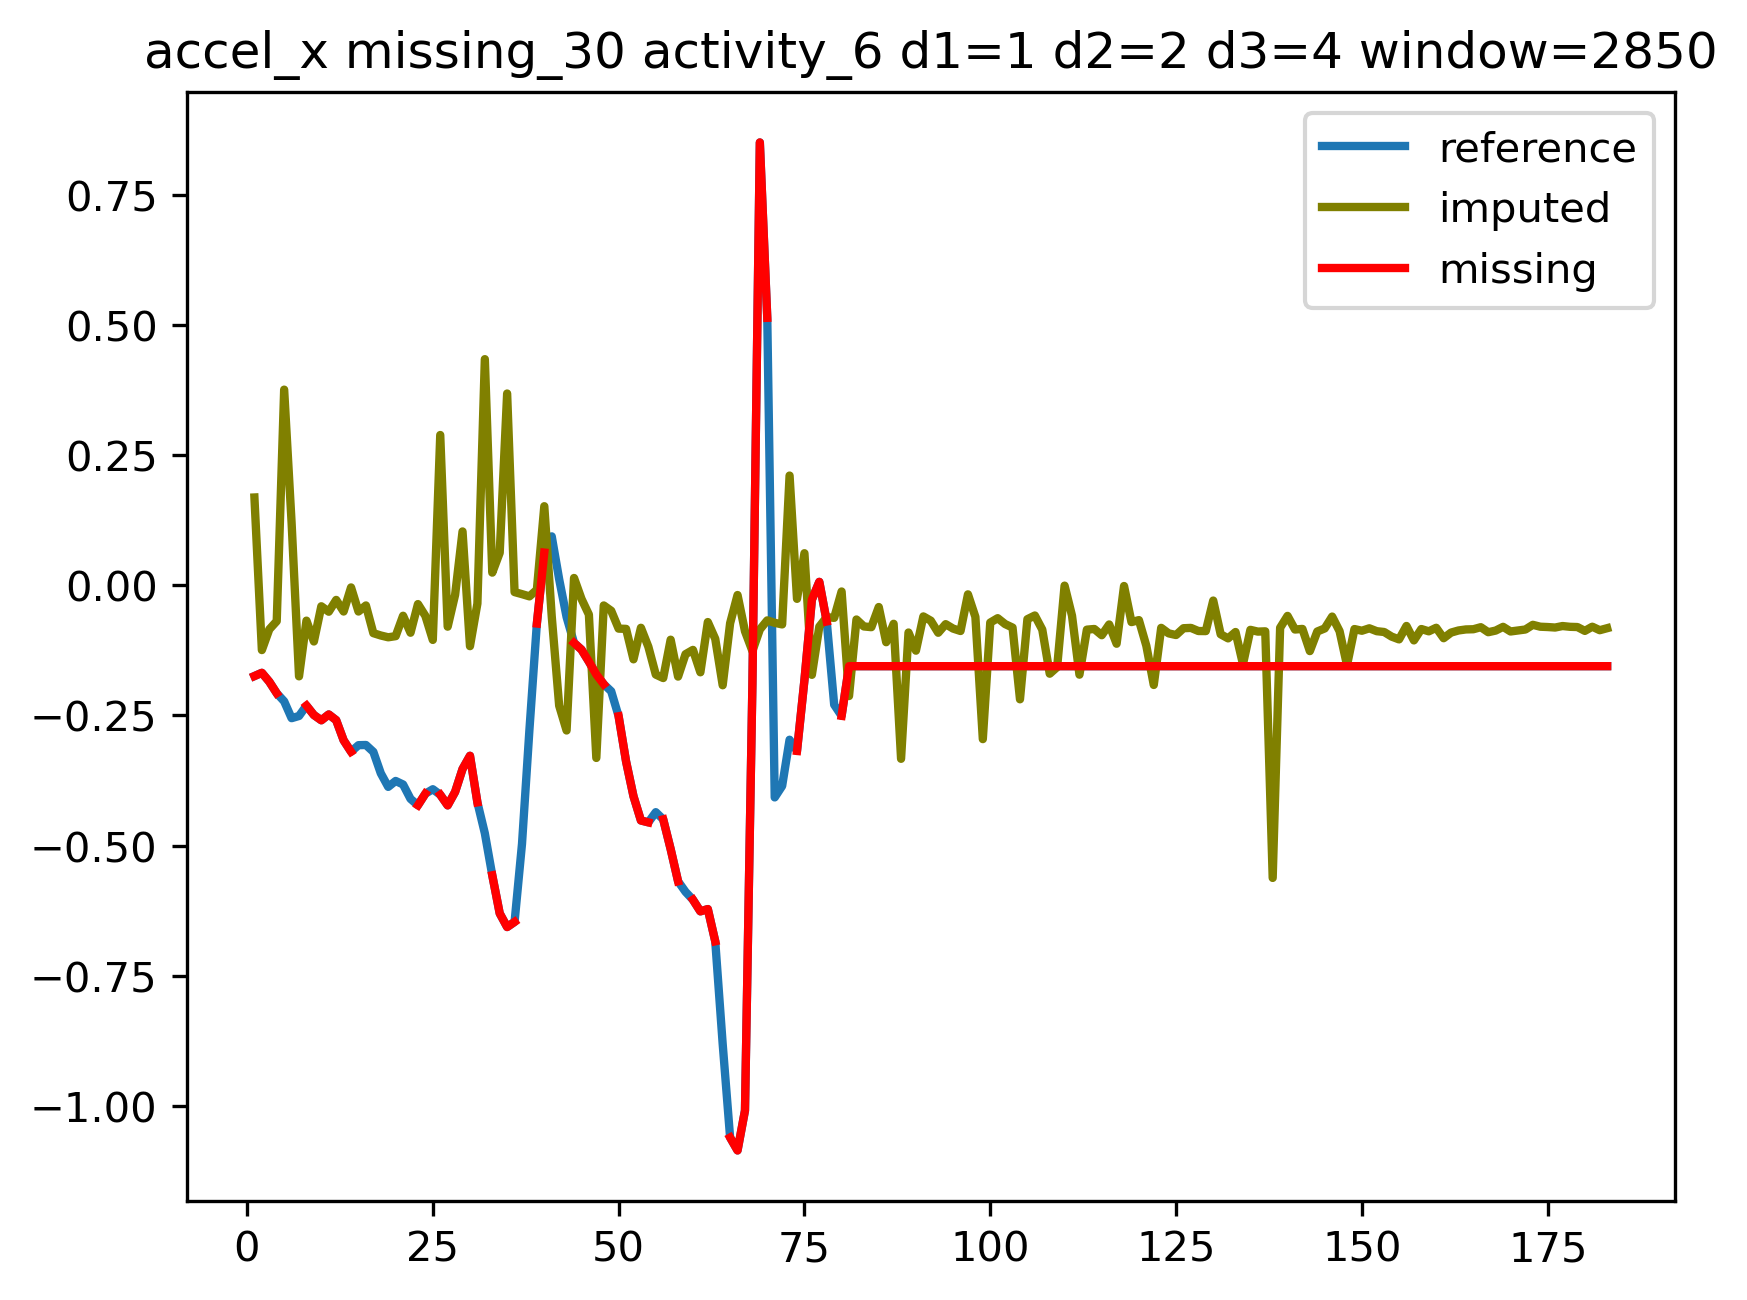 accel_x missing_30 activity_6 d1=1 d2=2 d3=4 window=2850
reference
imputed
missing
0.75
0.50
0.25
0.00
−0.25
−0.50
−0.75
−1.00
0 25 50 75 100 125 150 175